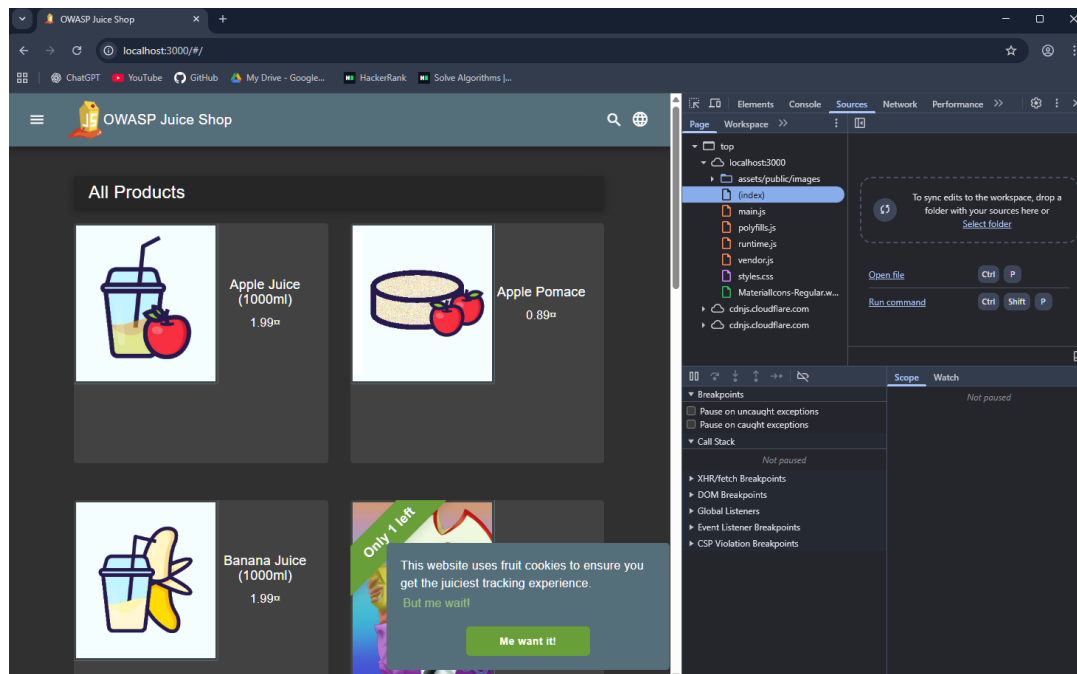 OWASP Juice Shop
localhost:3000/#/
ChatGPT
YouTube
GitHub
My Drive - Google...
HackerRank
Solve Algorithms |...
OWASP Juice Shop
All Products
Apple Juice
(1000ml)
1.99¤
Apple Pomace
0.89¤
Banana Juice
(1000ml)
1.99¤
Only 1 left
This website uses fruit cookies to ensure you
get the juiciest tracking experience.
But me wait!
Me want it!
Elements Console Sources Network Performance
Page Workspace
top
localhost:3000
assets/public/images
(index)
main.js
polyfills.js
runtime.js
vendor.js
styles.css
MaterialIcons-Regular.w...
cdnjs.cloudflare.com
cdnjs.cloudflare.com
To sync edits to the workspace, drop a
folder with your sources here or
Select folder
Open file Ctrl P
Run command Ctrl Shift P
Breakpoints
Pause on uncaught exceptions
Pause on caught exceptions
Call Stack
Not paused
XHR/fetch Breakpoints
DOM Breakpoints
Global Listeners
Event Listener Breakpoints
CSP Violation Breakpoints
Scope Watch
Not paused